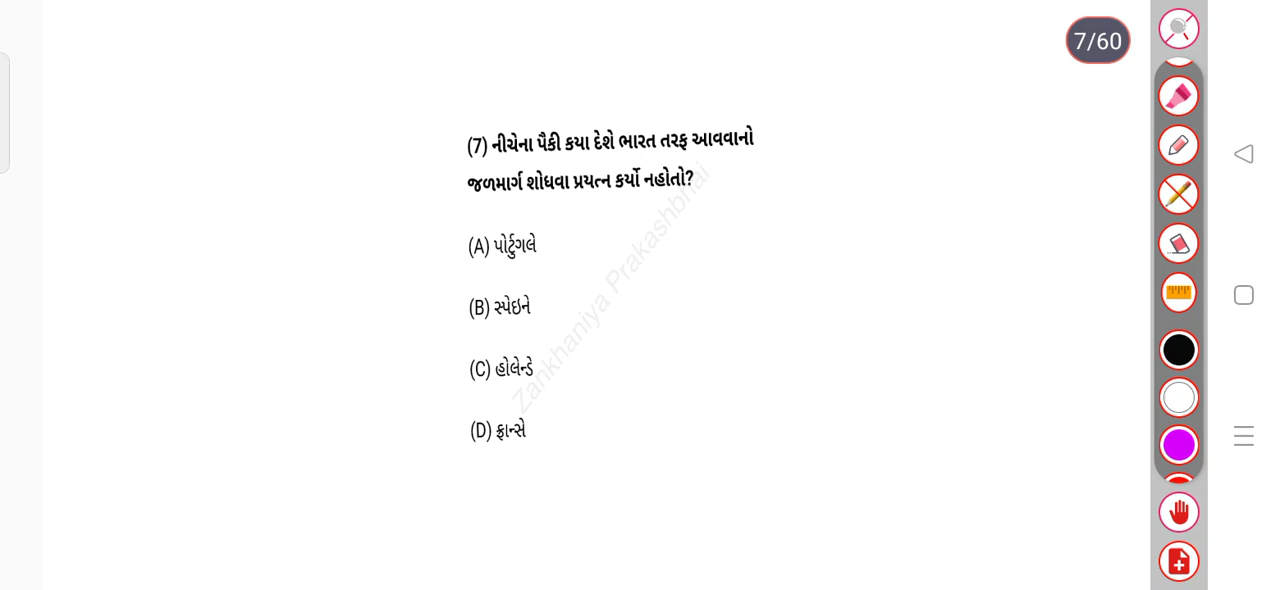 7/60
(7) નીચેના પૈકી કયા દેશે ભારત તરફ આવવાનો
જળમાર્ગ શોધવા પ્રયત્ન કર્યો નહોતો?
(A) પોર્ટુગલે
(B) સ્પેઇને
(C) હોલેન્ડે
(D) ફ્રાન્સે
Zankhaniya Prakashbhai